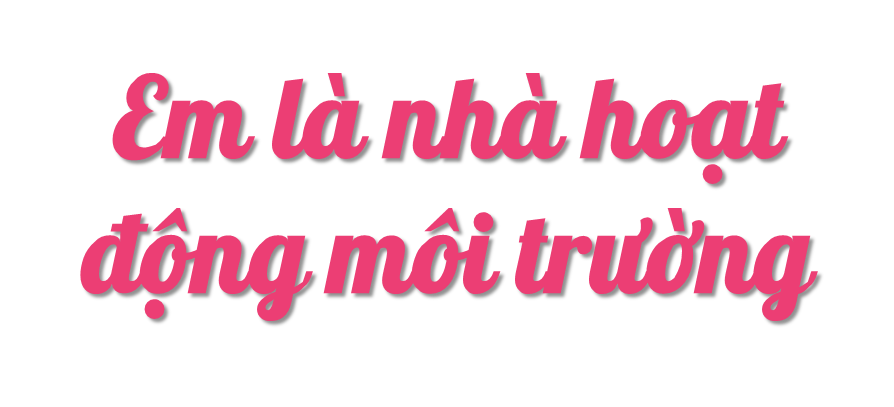 Em là nhà hoạt
động môi trường